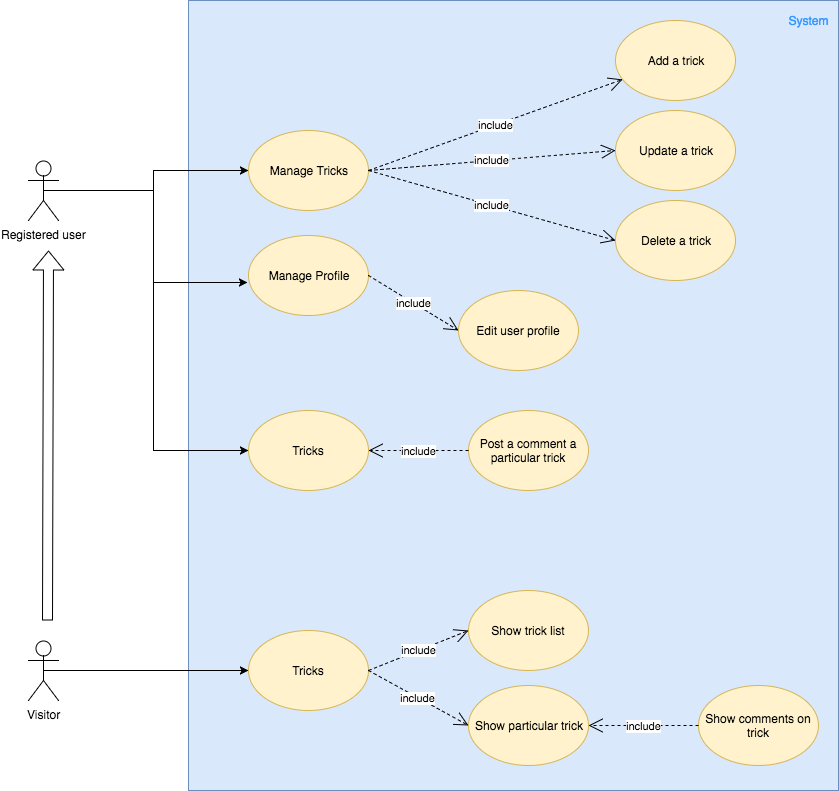 System
Add a trick
include
Manage Tricks
include
Update a trick
include
Delete a trick
Registered user
Manage Profile
include
Edit user profile
Tricks
include
Post a comment a
particular trick
Show trick list
include
Tricks
include
Visitor
Show particular trick
include
Show comments on
trick